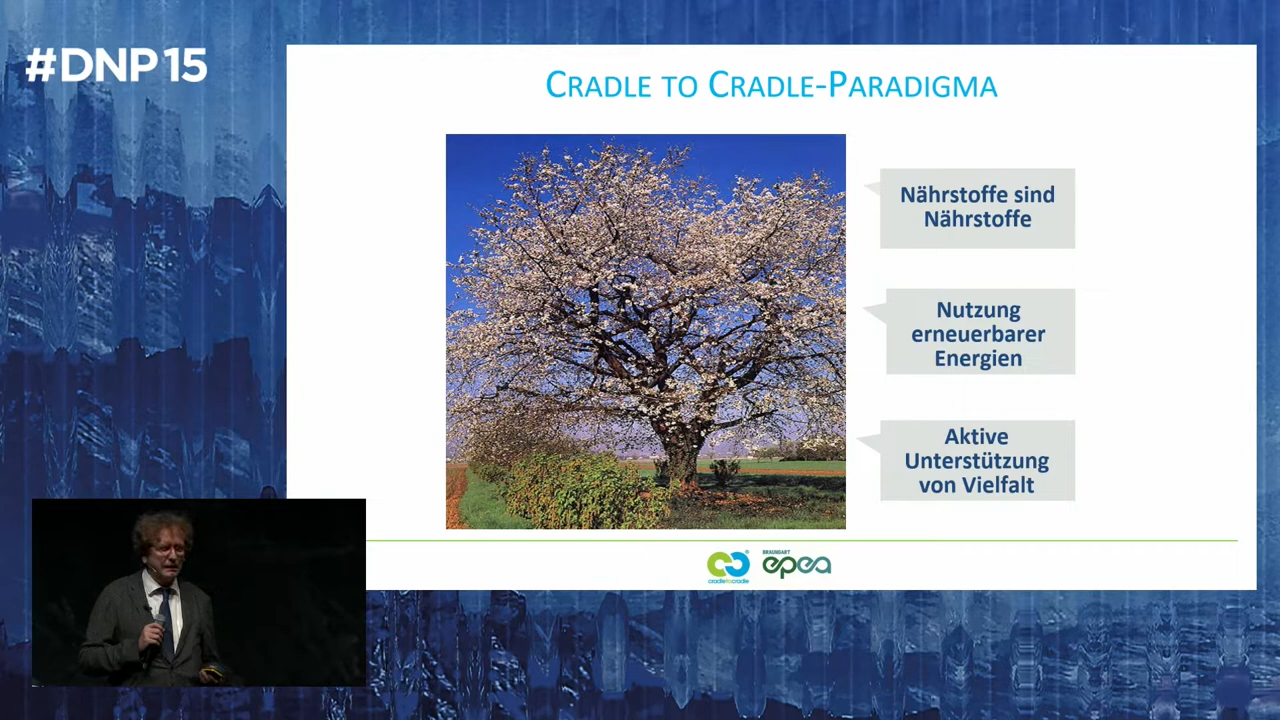 #DNP15
CRADLE TO CRADLE-PARADIGMA
Nährstoffe sind
Nährstoffe
Nutzung
erneuerbarer
Energien
Aktive
Unterstützung
von Vielfalt
cradletocradle
BRAUNGART
epea